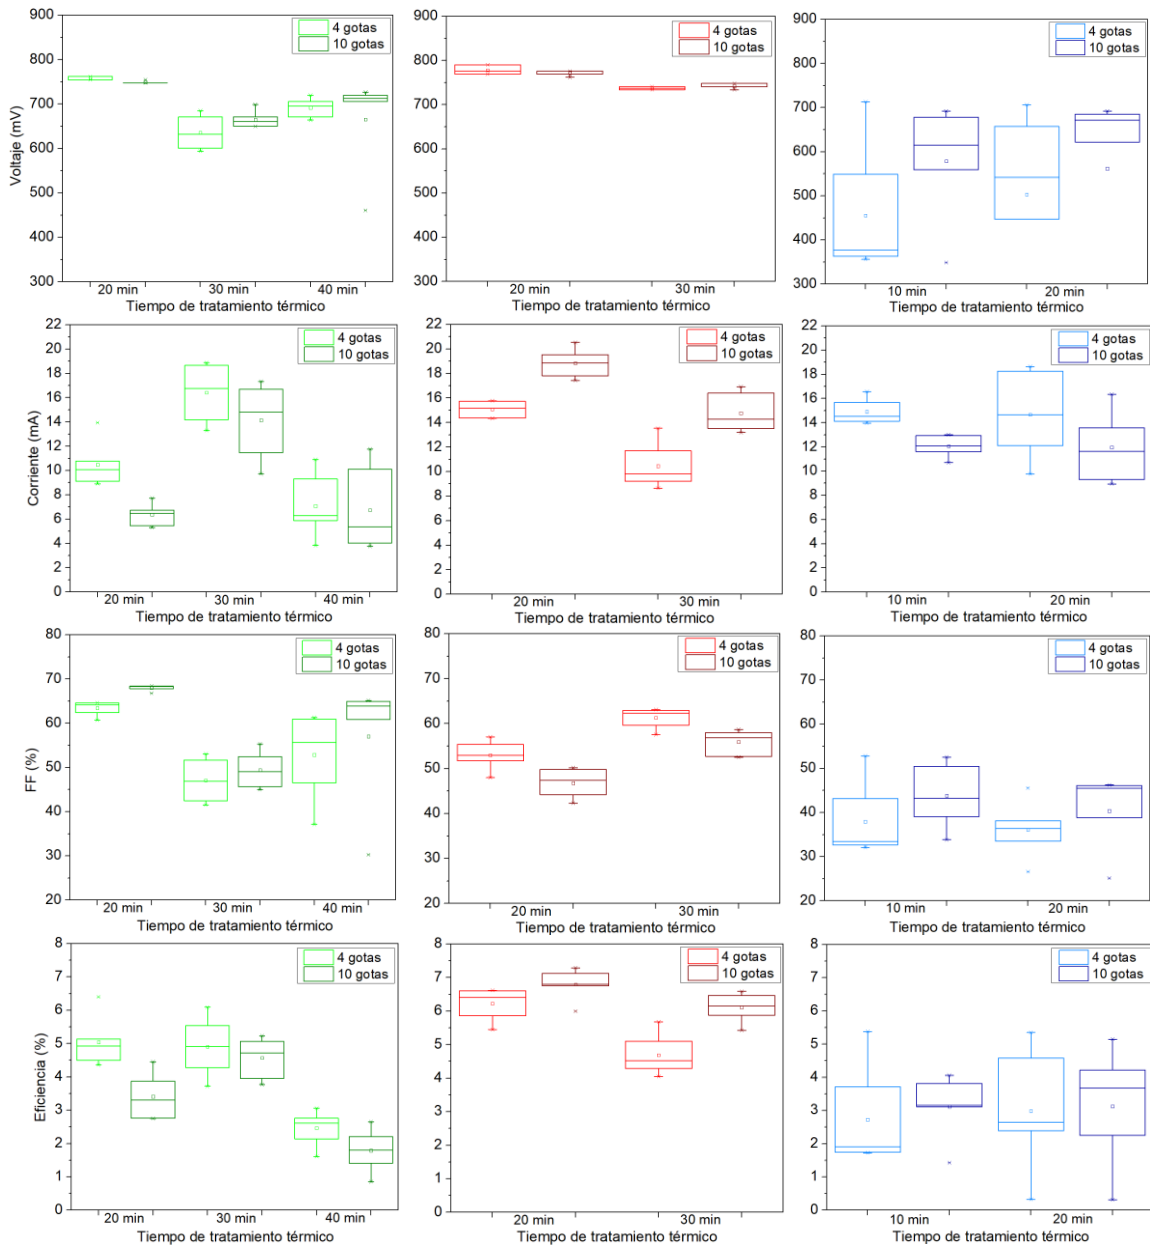 900
800
700
600
500
400
300
Voltaje (mV)
4 gotas
10 gotas
20 min
30 min
40 min
Tiempo de tratamiento térmico
900
800
700
600
500
400
300
4 gotas
10 gotas
20 min
30 min
Tiempo de tratamiento térmico
900
800
700
600
500
400
300
4 gotas
10 gotas
10 min
20 min
Tiempo de tratamiento térmico
22
20
18
16
14
12
10
8
6
4
2
0
Corriente (mA)
4 gotas
10 gotas
20 min
30 min
40 min
Tiempo de tratamiento térmico
22
20
18
16
14
12
10
8
6
4
2
0
4 gotas
10 gotas
20 min
30 min
Tiempo de tratamiento térmico
22
20
18
16
14
12
10
8
6
4
2
0
4 gotas
10 gotas
10 min
20 min
Tiempo de tratamiento térmico
80
70
60
50
40
30
20
FF (%)
4 gotas
10 gotas
20 min
30 min
40 min
Tiempo de tratamiento térmico
80
70
60
50
40
30
20
4 gotas
10 gotas
20 min
30 min
Tiempo de tratamiento térmico
80
70
60
50
40
30
20
4 gotas
10 gotas
10 min
20 min
Tiempo de tratamiento térmico
8
7
6
5
4
3
2
1
0
Eficiencia (%)
4 gotas
10 gotas
20 min
30 min
40 min
Tiempo de tratamiento térmico
8
7
6
5
4
3
2
1
0
4 gotas
10 gotas
20 min
30 min
Tiempo de tratamiento térmico
8
7
6
5
4
3
2
1
0
4 gotas
10 gotas
10 min
20 min
Tiempo de tratamiento térmico